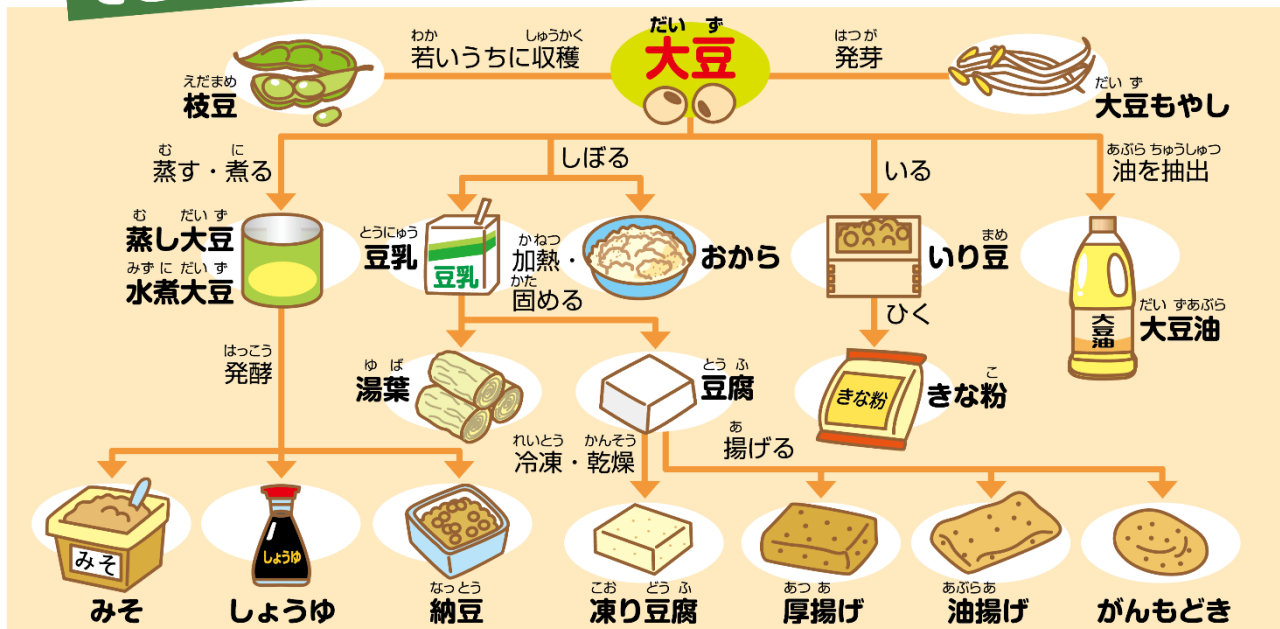 わか しゅうかく
若いうちに収穫
だい ず
大豆
はつが
発芽
えだまめ
枝豆
だい ず
大豆もやし
む に
蒸す・煮る
しぼる
いる
あぶら ちゅうしゅつ
油を抽出
む だい ず
蒸し大豆
みず に だい ず
水煮大豆
とうにゅう
豆乳
豆乳
かねつ
加熱・
かた
固める
おから
まめ
いり豆
だい ずあぶら
大豆油
大豆油
はっこう
発酵
ゆ ば
湯葉
とう ふ
豆腐
ひく
きな粉
こ
きな粉
れいとう かんそう
冷凍・乾燥
あ
揚げる
みそ
みそ
しょうゆ
しょうゆ
なっとう
納豆
こお どう ふ
凍り豆腐
あつ あ
厚揚げ
あぶらあ
油揚げ
がんもどき